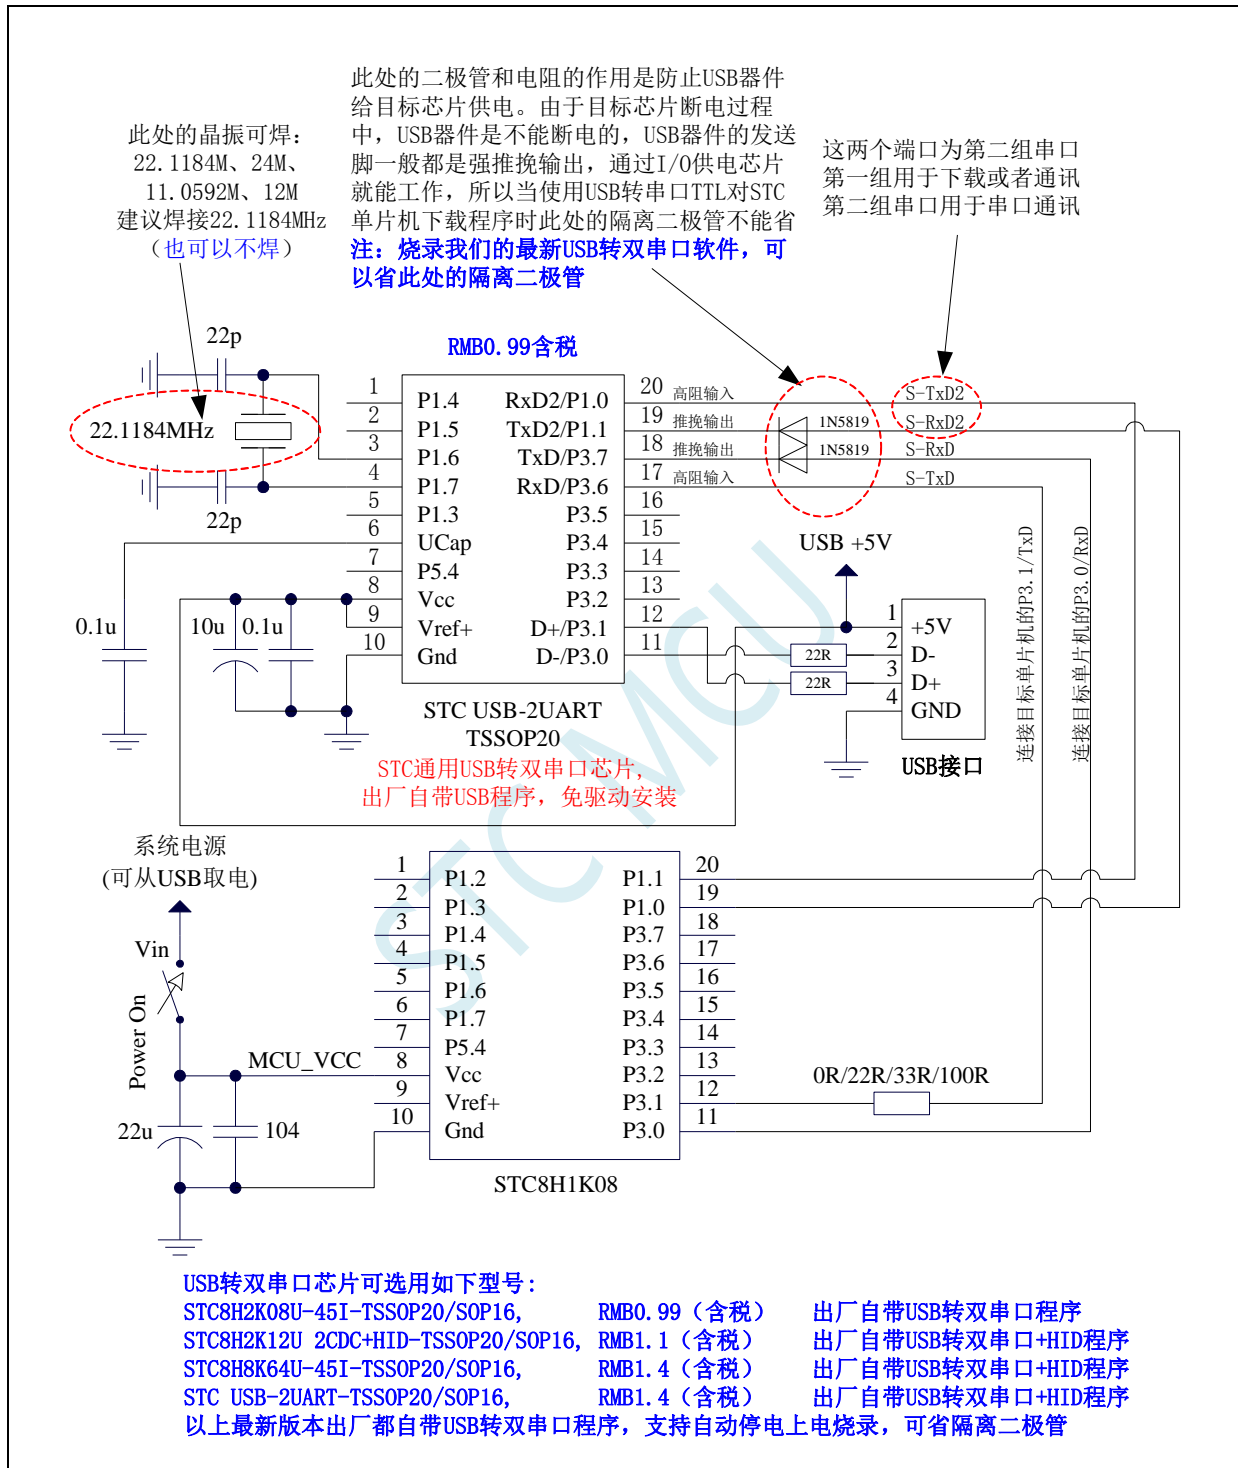 此处的晶振可焊：
22.1184M、24M、
11.0592M、12M
建议焊接22.1184MHz
（也可以不焊）
此处的二极管和电阻的作用是防止USB器件
给目标芯片供电。由于目标芯片断电过程
中，USB器件是不能断电的，USB器件的发送
脚一般都是强推挽输出，通过I/O供电芯片
就能工作，所以当使用USB转串口TTL对STC
单片机下载程序时此处的隔离二极管不能省
注：烧录我们的最新USB转双串口软件，可
以省此处的隔离二极管
这两个端口为第二组串口
第一组用于下载或者通讯
第二组串口用于串口通讯
22p
22.1184MHz
22p
RMB0.99含税
1 P1.4 RxD2/P1.0 20 高阻输入 S-TxD2
2 P1.5 TxD2/P1.1 19 推挽输出 1N5819 S-RxD2
3 P1.6 TxD/P3.7 18 推挽输出 1N5819 S-RxD
4 P1.7 RxD/P3.6 17 高阻输入 S-TxD
5 P1.3 P3.5 16
6 UCap P3.4 15
7 P5.4 P3.3 14
8 Vcc P3.2 13
9 Vref+ D+/P3.1 12
10 Gnd D-/P3.0 11
0.1u
10u
0.1u
STC USB-2UART
TSSOP20
STC通用USB转双串口芯片,
出厂自带USB程序，免驱动安装
USB +5V
22R
22R
1 +5V
2 D-
3 D+
4 GND
USB接口
连接目标单片机的P3.1/TxD
连接目标单片机的P3.0/RxD
STC MCU
系统电源
(可从USB取电)
Vin
Power On
MCU_VCC
22u
104
1 P1.2 P1.1 20
2 P1.3 P1.0 19
3 P1.4 P3.7 18
4 P1.5 P3.6 17
5 P1.6 P3.5 16
6 P1.7 P3.4 15
7 P5.4 P3.3 14
8 Vcc P3.2 13
9 Vref+ P3.1 12
10 Gnd P3.0 11
0R/22R/33R/100R
STC8H1K08
USB转双串口芯片可选用如下型号：
STC8H2K08U-45I-TSSOP20/SOP16, RMB0.99（含税） 出厂自带USB转双串口程序
STC8H2K12U 2CDC+HID-TSSOP20/SOP16, RMB1.1（含税） 出厂自带USB转双串口+HID程序
STC8H8K64U-45I-TSSOP20/SOP16, RMB1.4（含税） 出厂自带USB转双串口+HID程序
STC USB-2UART-TSSOP20/SOP16, RMB1.4（含税） 出厂自带USB转双串口+HID程序
以上最新版本出厂都自带USB转双串口程序，支持自动停电上电烧录，可省隔离二极管